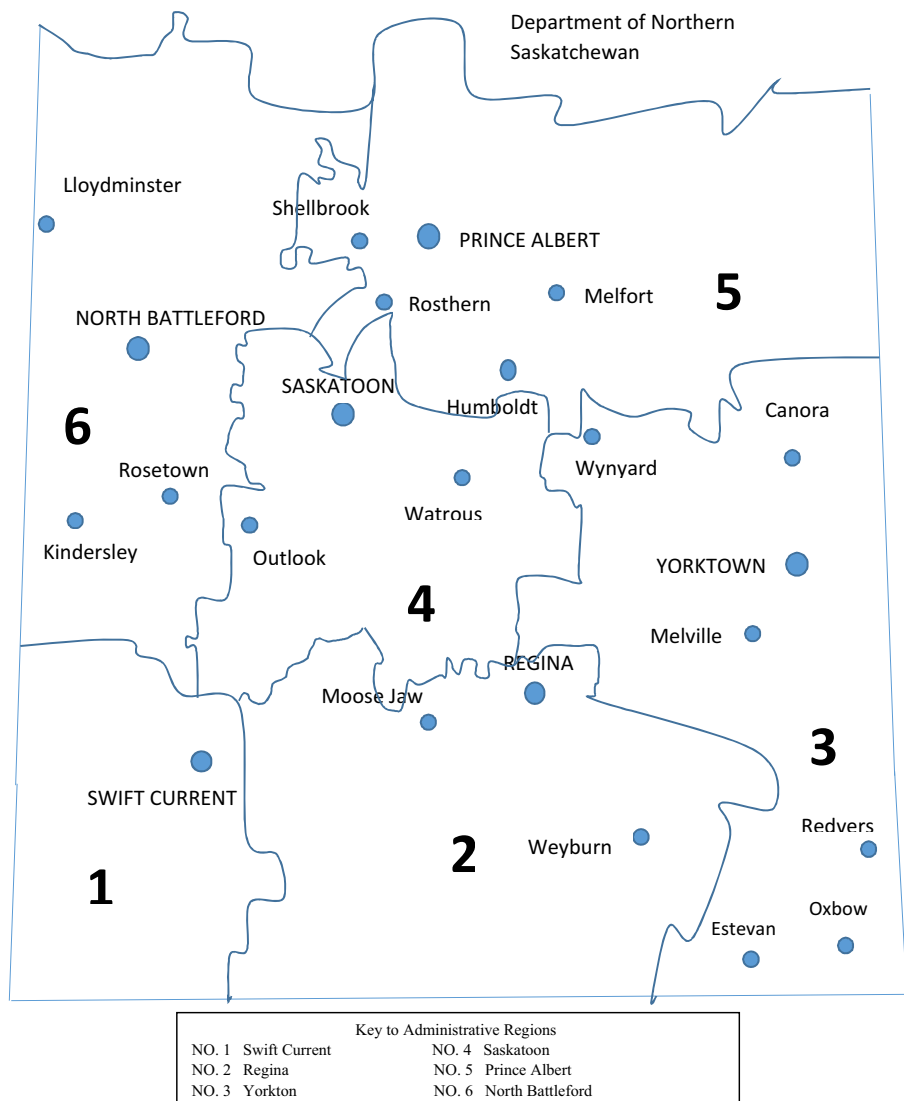 Department of Northern
Saskatchewan
Lloydminster
Shellbrook
PRINCE ALBERT
Melfort
5
Rosthern
NORTH BATTLEFORD
SASKATOON
Humboldt
Canora
6
Wynyard
Rosetown
Watrous
Kindersley
Outlook
YORKTOWN
4
Melville
REGINA
Moose Jaw
3
SWIFT CURRENT
Redvers
Weyburn
2
1
Oxbow
Estevan
Key to Administrative Regions
NO. 1 Swift Current NO. 4 Saskatoon
NO. 2 Regina NO. 5 Prince Albert
NO. 3 Yorkton NO. 6 North Battleford